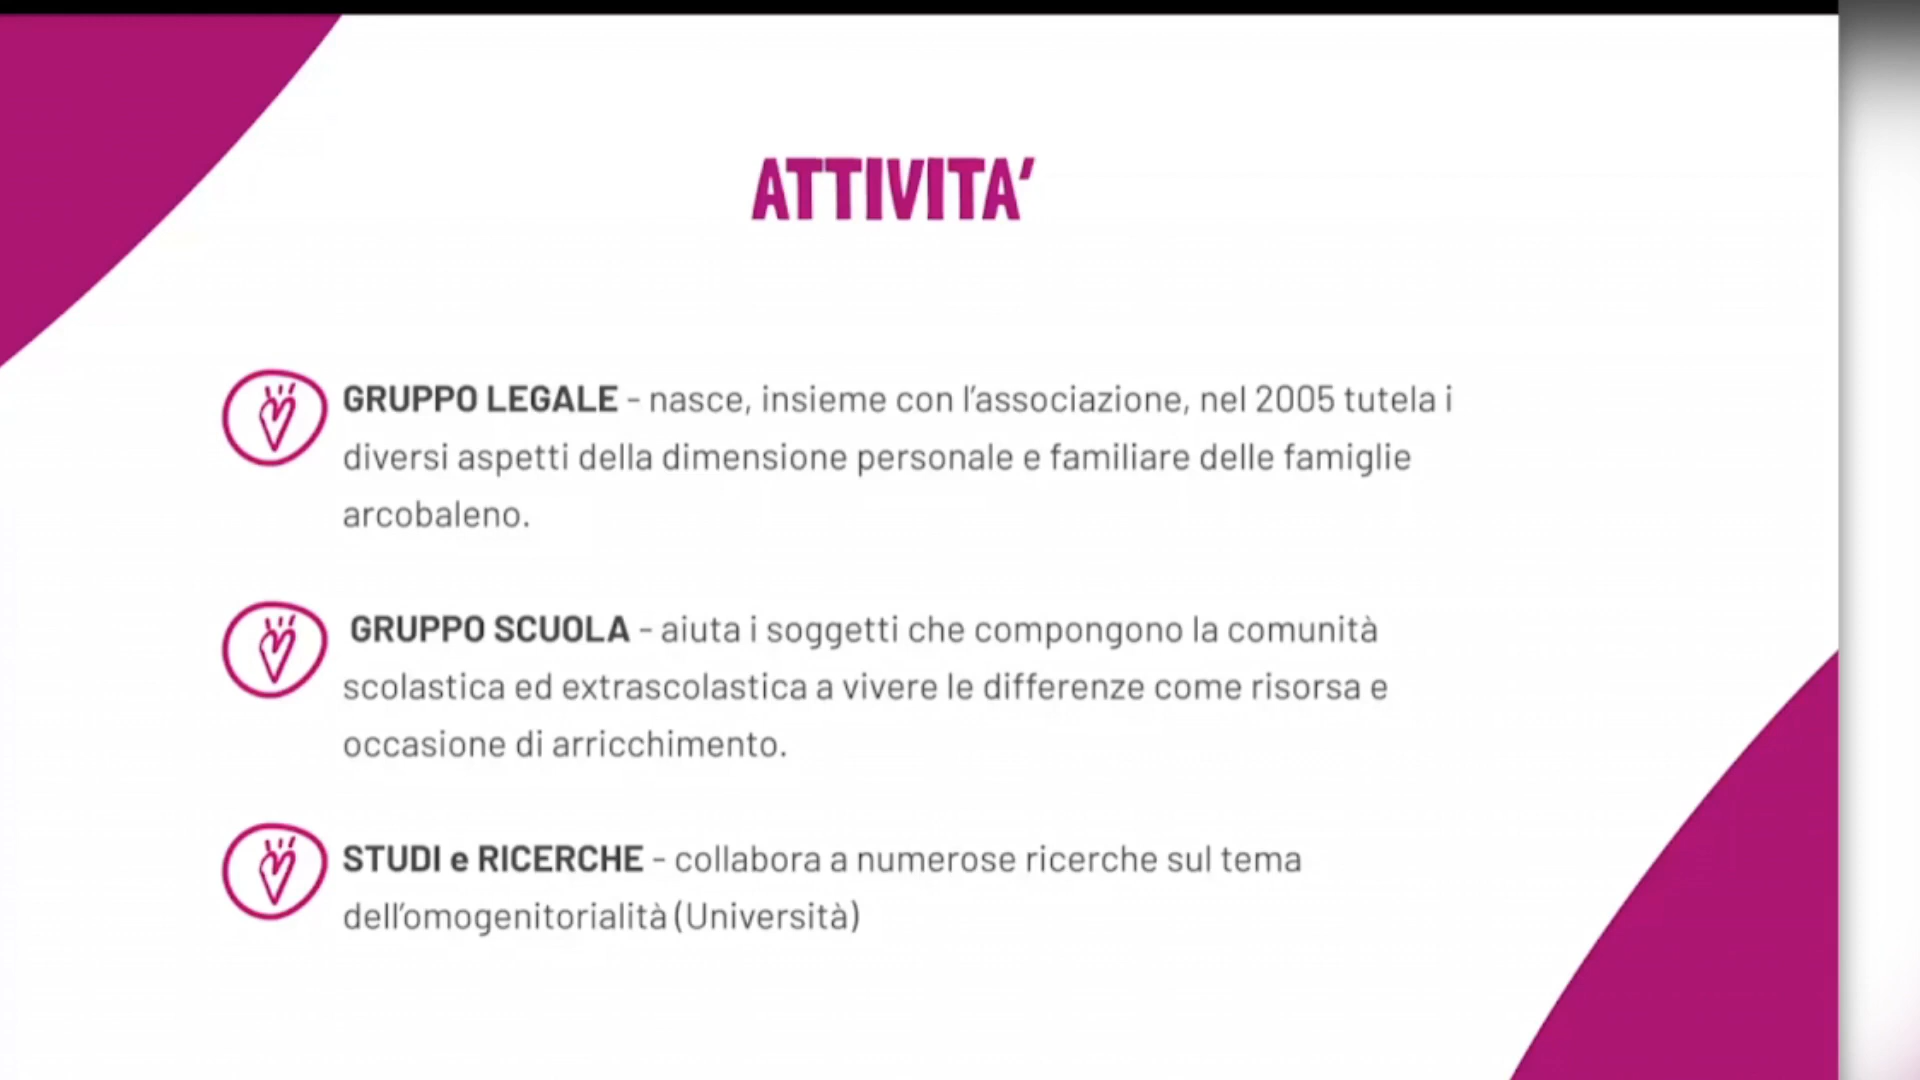 ATTIVITA'
GRUPPO LEGALE - nasce, insieme con l'associazione, nel 2005 tutela i
diversi aspetti della dimensione personale e familiare delle famiglie
arcobaleno.
GRUPPO SCUOLA - aiuta i soggetti che compongono la comunità
scolastica ed extrascolastica a vivere le differenze come risorsa e
occasione di arricchimento.
STUDI e RICERCHE - collabora a numerose ricerche sul tema
dell'omogenitorialità (Università)